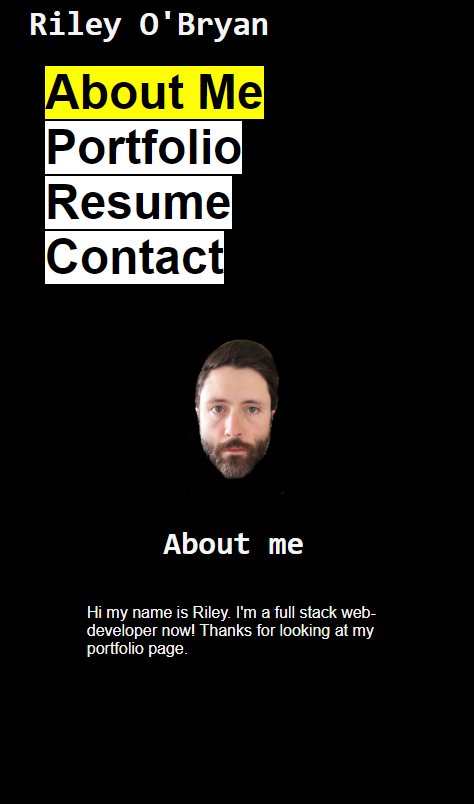 Riley O'Bryan
About Me
Portfolio
Resume
Contact
About me
Hi my name is Riley. I'm a full stack web-
developer now! Thanks for looking at my
portfolio page.